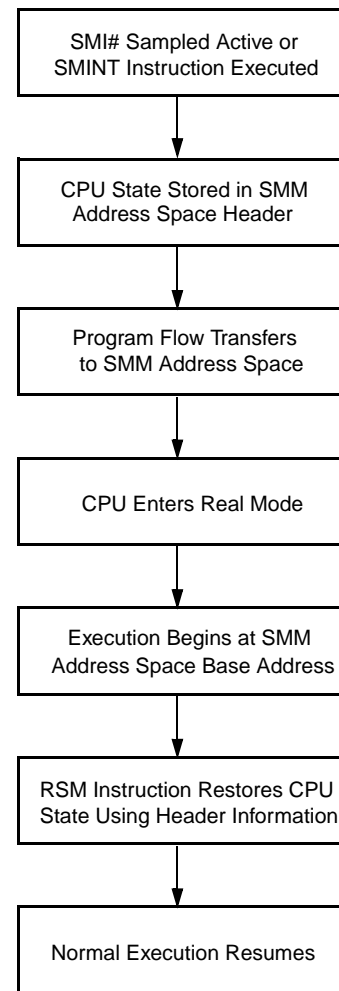 SMI# Sampled Active or
SMINT Instruction Executed
CPU State Stored in SMM
Address Space Header
Program Flow Transfers
to SMM Address Space
CPU Enters Real Mode
Execution Begins at SMM
Address Space Base Address
RSM Instruction Restores CPU
State Using Header Information
Normal Execution Resumes